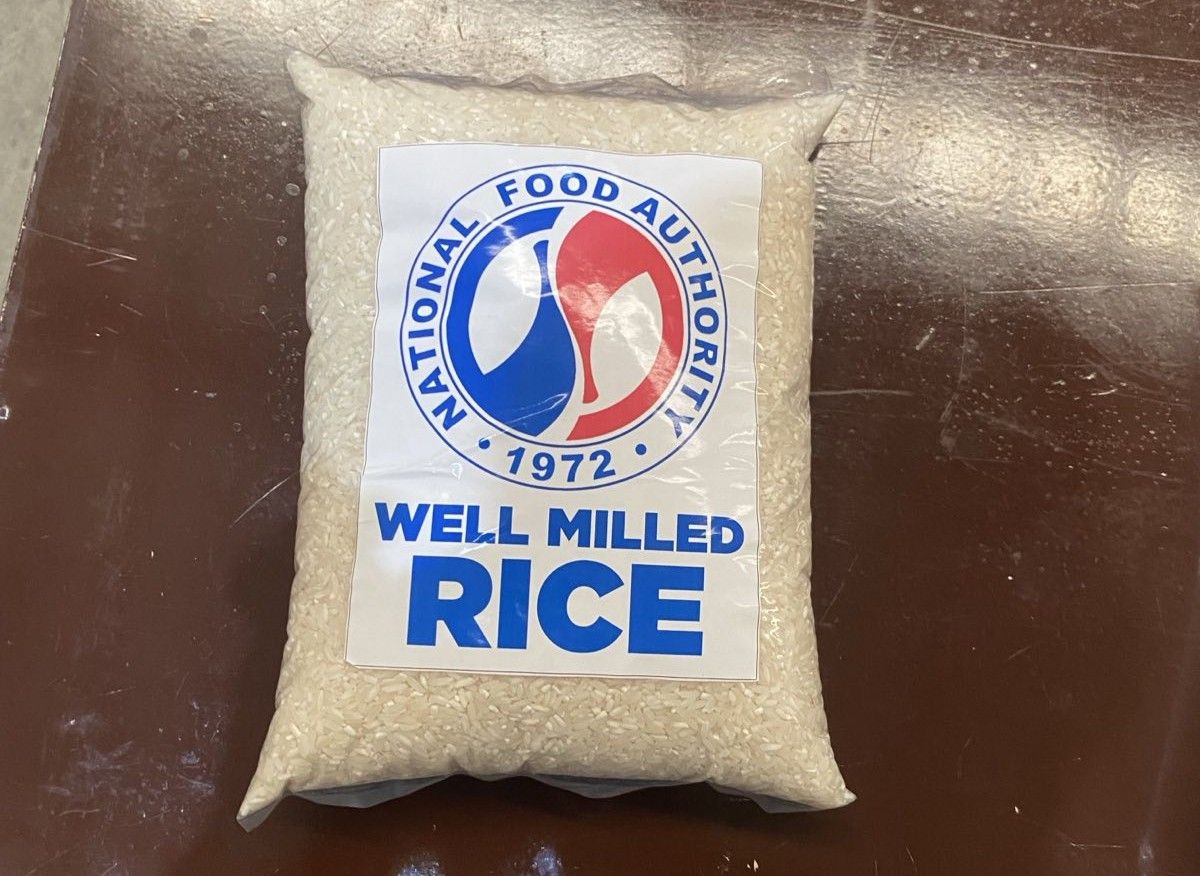 NATIONAL FOOD AUTHORITY
• 1972 •
WELL MILLED
RICE